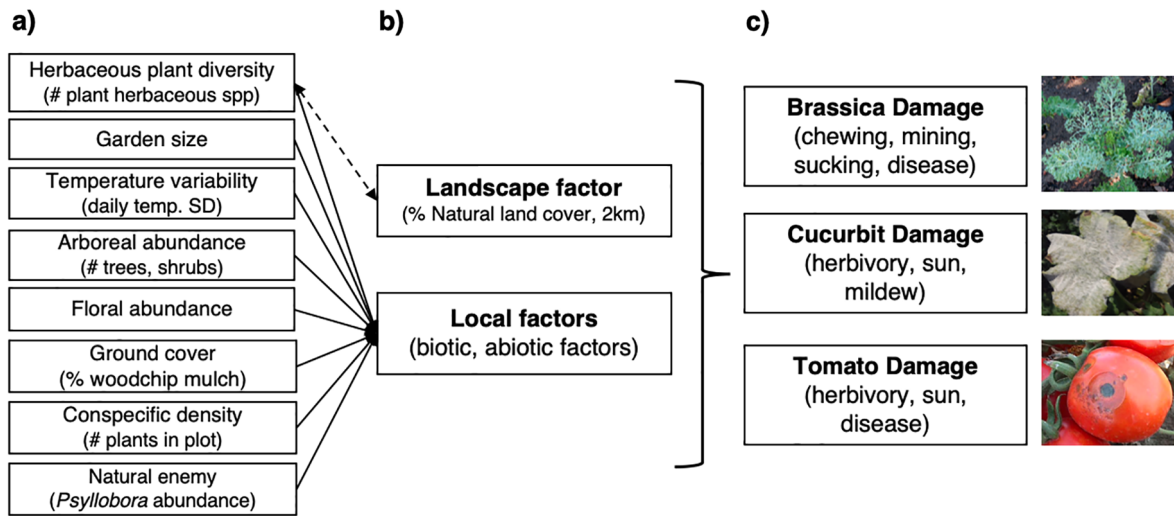 a)
Herbaceous plant diversity
(# plant herbaceous spp)
Garden size
Temperature variability
(daily temp. SD)
Arboreal abundance
(# trees, shrubs)
Floral abundance
Ground cover
(% woodchip mulch)
Conspecific density
(# plants in plot)
Natural enemy
(Psyllobora abundance)
b)
Landscape factor
(% Natural land cover, 2km)
Local factors
(biotic, abiotic factors)
c)
Brassica Damage
(chewing, mining,
sucking, disease)
Cucurbit Damage
(herbivory, sun,
mildew)
Tomato Damage
(herbivory, sun,
disease)